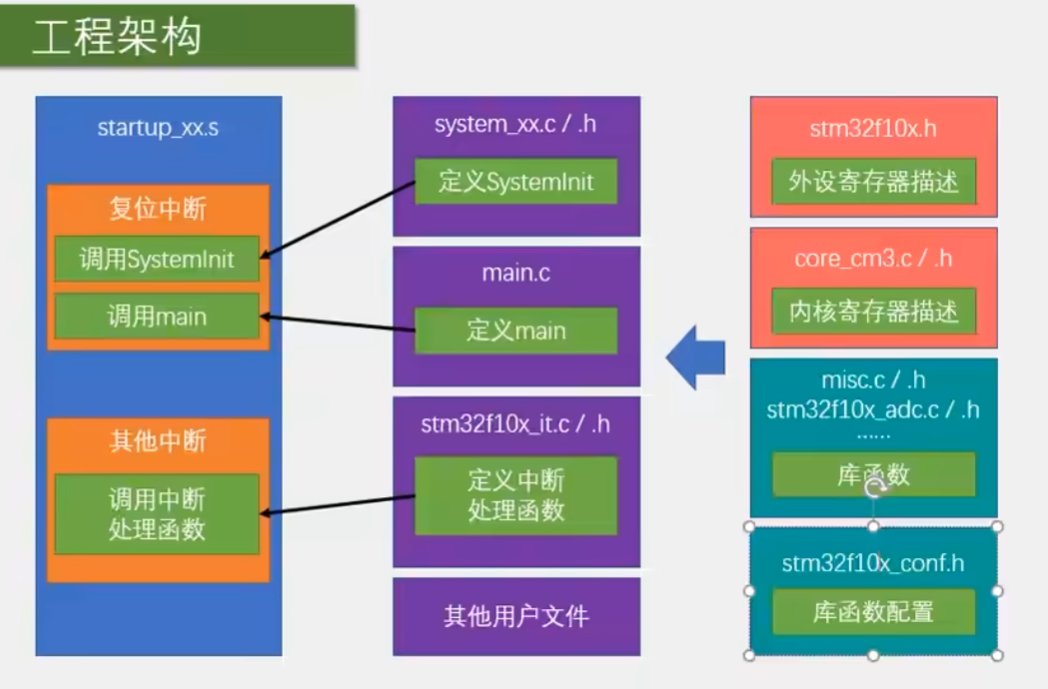 工程架构
startup_xx.s
复位中断
调用SystemInit
调用main
其他中断
调用中断
处理函数
system_xx.c / .h
定义SystemInit
main.c
定义main
stm32f10x_it.c / .h
定义中断
处理函数
其他用户文件
stm32f10x.h
外设寄存器描述
core_cm3.c / .h
内核寄存器描述
misc.c / .h
stm32f10x_adc.c / .h
……
库函数
stm32f10x_conf.h
库函数配置